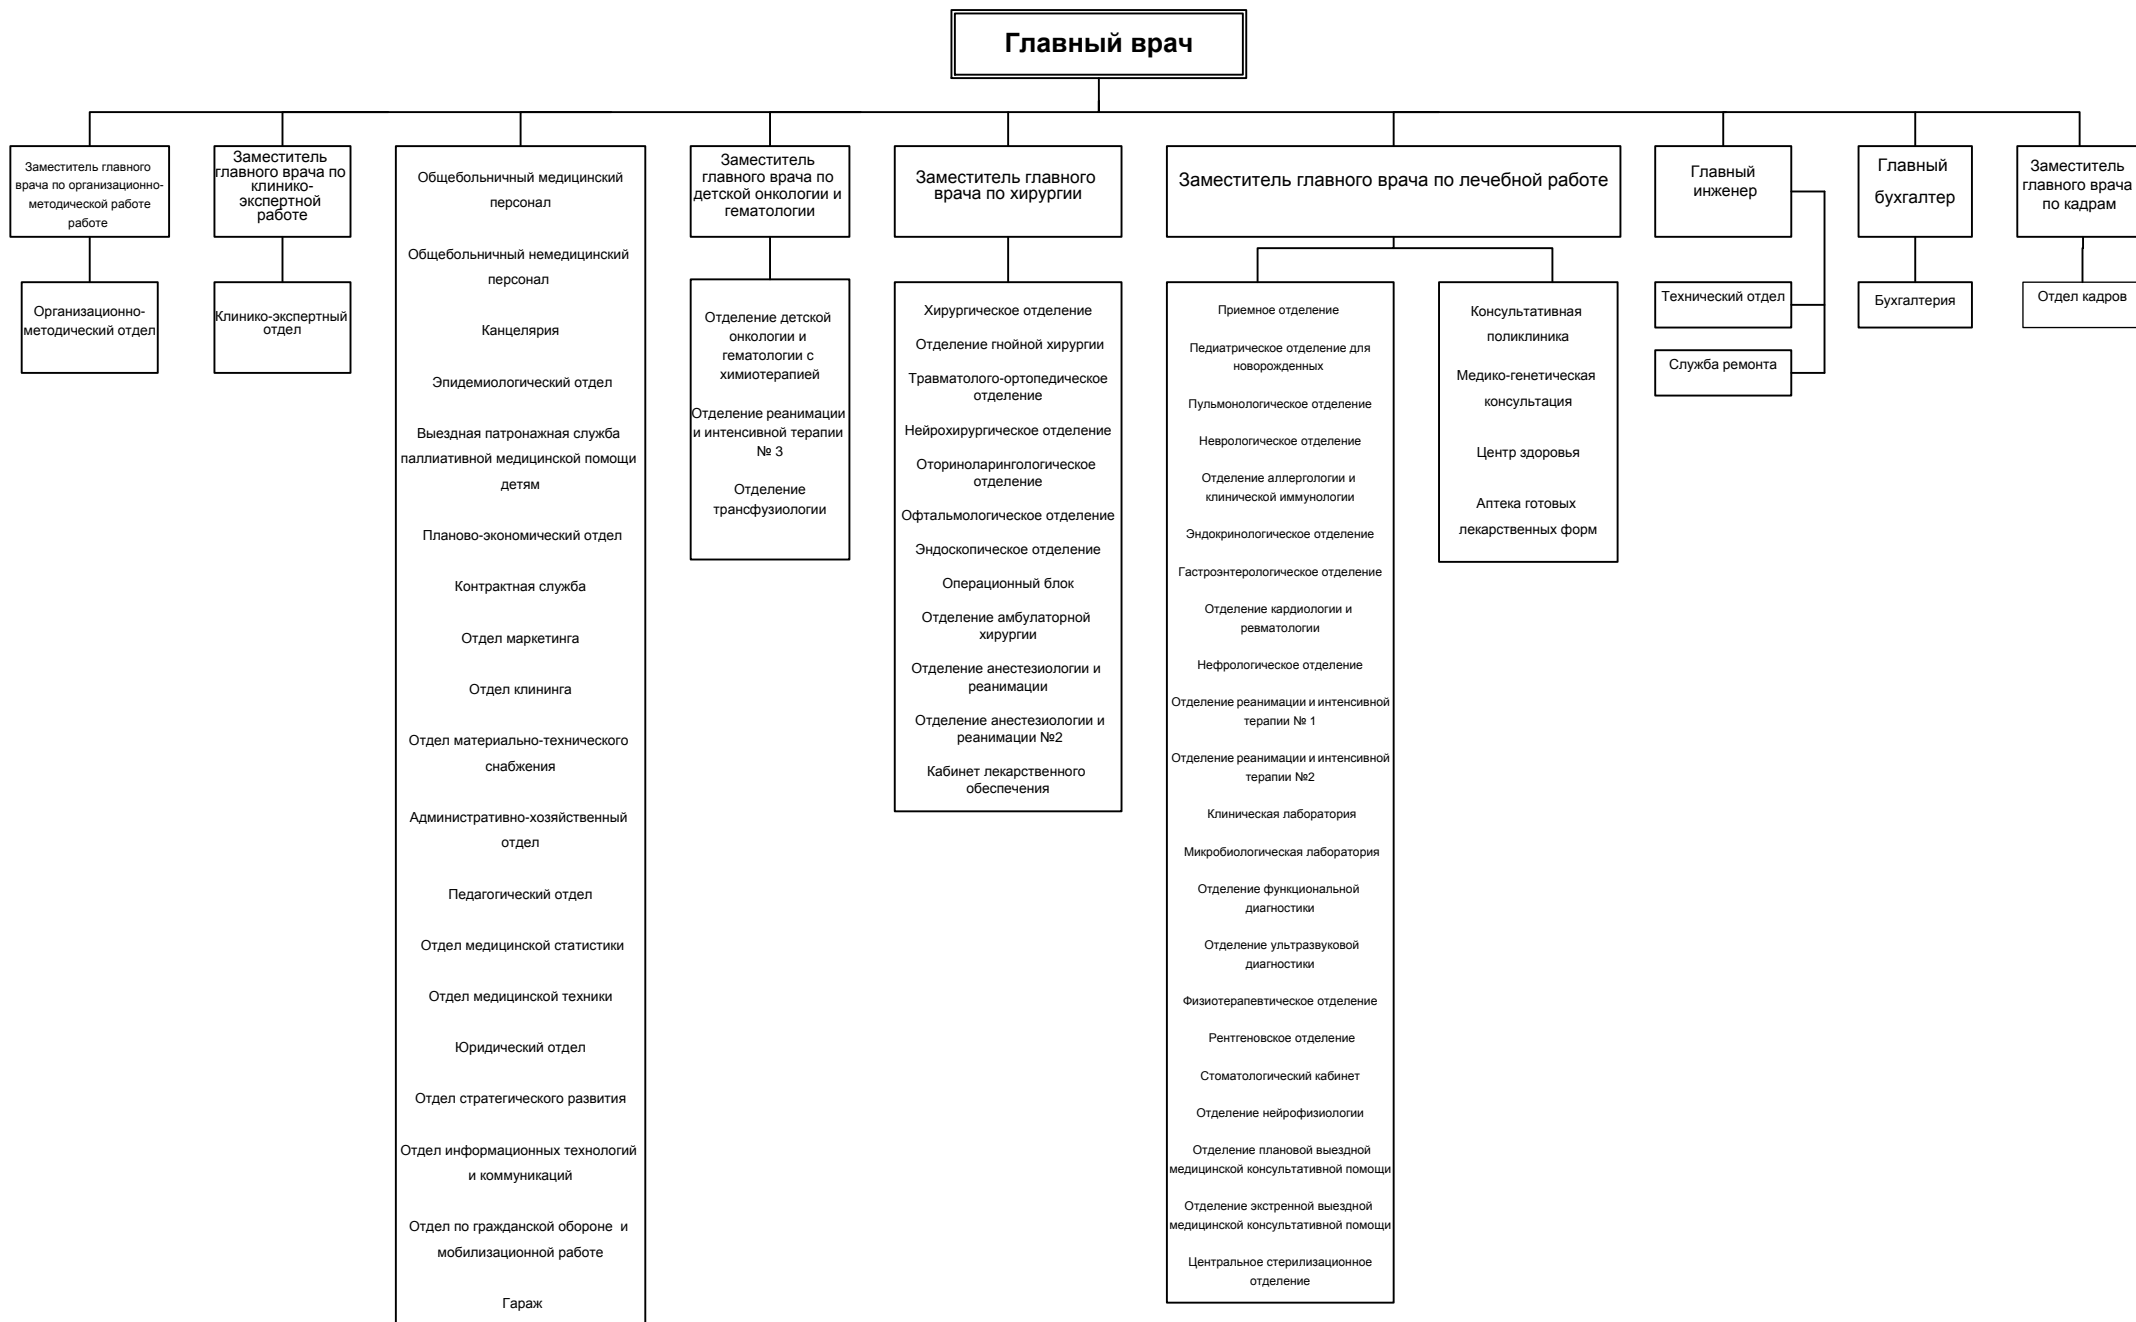 Главный врач
Заместитель главного
врача по организационно-
методической работе
работе
Организационно-
методический отдел
Заместитель
главного врача по
клинико-
экспертной
работе
Клинико-экспертный
отдел
Общебольничный медицинский
персонал
Общебольничный немедицинский
персонал
Канцелярия
Эпидемиологический отдел
Выездная патронажная служба
паллиативной медицинской помощи
детям
Планово-экономический отдел
Контрактная служба
Отдел маркетинга
Отдел клининга
Отдел материально-технического
снабжения
Административно-хозяйственный
отдел
Педагогический отдел
Отдел медицинской статистики
Отдел медицинской техники
Юридический отдел
Отдел стратегического развития
Отдел информационных технологий
и коммуникаций
Отдел по гражданской обороне и
мобилизационной работе
Гараж
Заместитель
главного врача по
детской онкологии и
гематологии
Отделение детской
онкологии и
гематологии с
химиотерапией
Отделение реанимации
и интенсивной терапии
№ 3
Отделение
трансфузиологии
Заместитель главного
врача по хирургии
Хирургическое отделение
Отделение гнойной хирургии
Травматолого-ортопедическое
отделение
Нейрохирургическое отделение
Оториноларингологическое
отделение
Офтальмологическое отделение
Эндоскопическое отделение
Операционный блок
Отделение амбулаторной
хирургии
Отделение анестезиологии и
реанимации
Отделение анестезиологии и
реанимации №2
Кабинет лекарственного
обеспечения
Заместитель главного врача по лечебной работе
Приемное отделение
Педиатрическое отделение для
новорожденных
Пульмонологическое отделение
Неврологическое отделение
Отделение аллергологии и
клинической иммунологии
Эндокринологическое отделение
Гастроэнтерологическое отделение
Отделение кардиологии и
ревматологии
Нефрологическое отделение
Отделение реанимации и интенсивной
терапии № 1
Отделение реанимации и интенсивной
терапии №2
Клиническая лаборатория
Микробиологическая лаборатория
Отделение функциональной
диагностики
Отделение ультразвуковой
диагностики
Физиотерапевтическое отделение
Рентгеновское отделение
Стоматологический кабинет
Отделение нейрофизиологии
Отделение плановой выездной
медицинской консультативной помощи
Отделение экстренной выездной
медицинской консультативной помощи
Центральное стерилизационное
отделение
Консультативная
поликлиника
Медико-генетическая
консультация
Центр здоровья
Аптека готовых
лекарственных форм
Главный
инженер
Технический отдел
Служба ремонта
Главный
бухгалтер
Бухгалтерия
Заместитель
главного врача
по кадрам
Отдел кадров